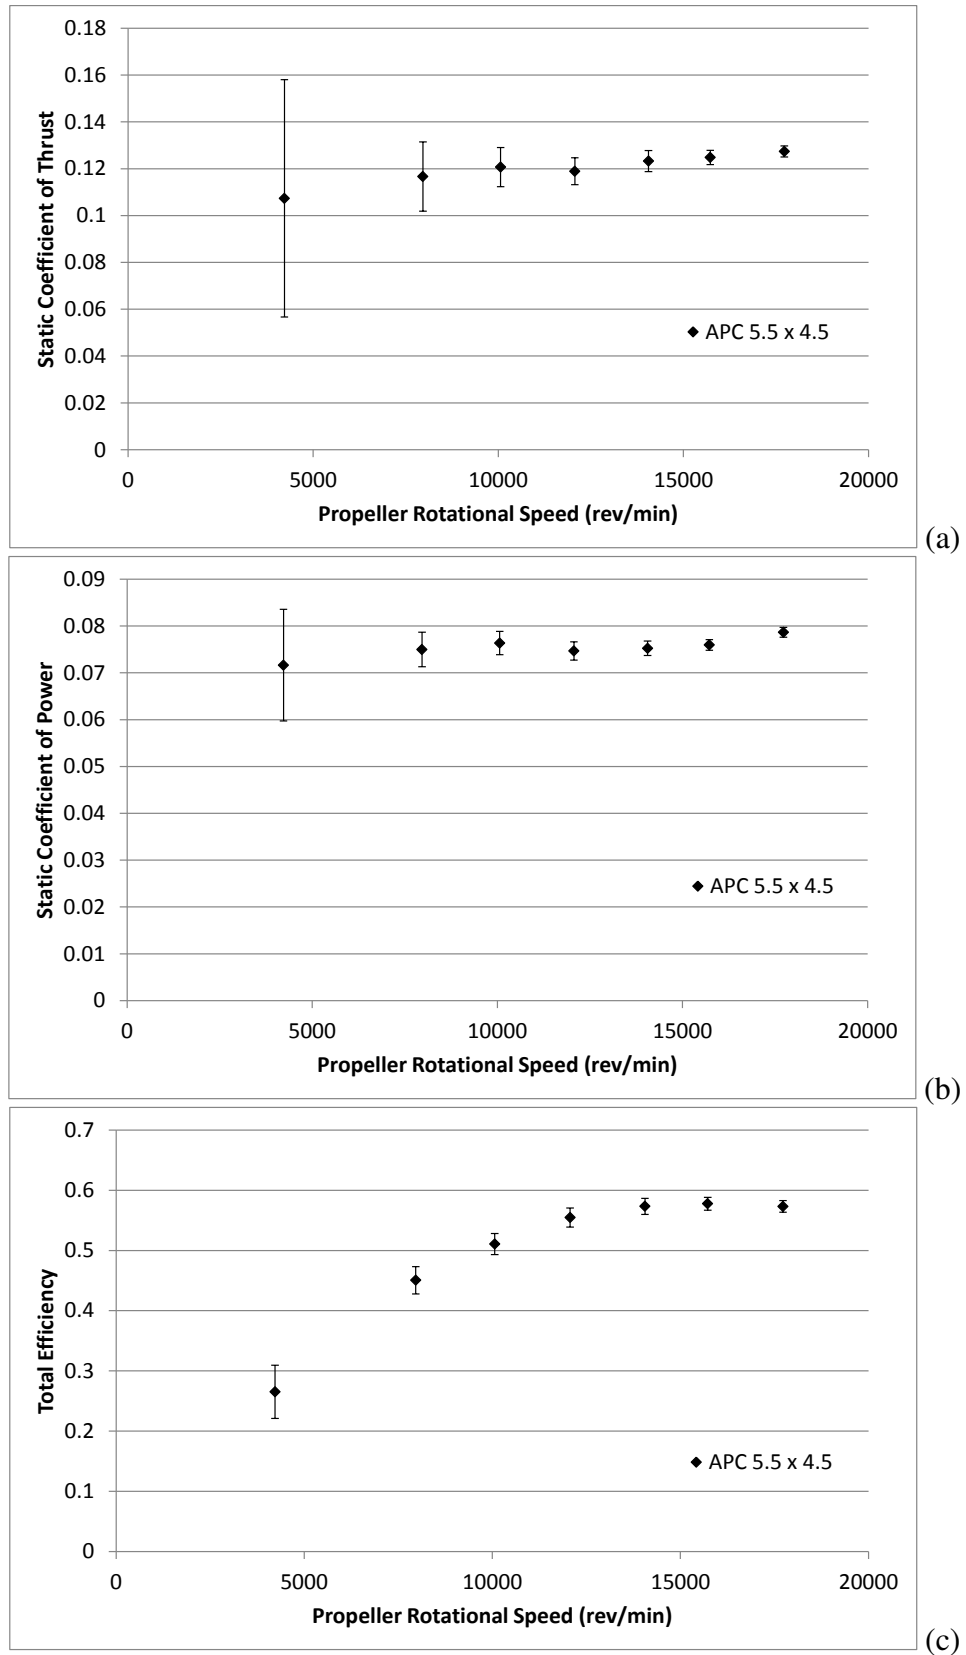 0.18
0.16
0.14
0.12
0.1
0.08
0.06
0.04
0.02
0
Static Coefficient of Thrust
APC 5.5 x 4.5
0 5000 10000 15000 20000
Propeller Rotational Speed (rev/min)
(a)
0.09
0.08
0.07
0.06
0.05
0.04
0.03
0.02
0.01
0
Static Coefficient of Power
APC 5.5 x 4.5
0 5000 10000 15000 20000
Propeller Rotational Speed (rev/min)
(b)
0.7
0.6
0.5
0.4
0.3
0.2
0.1
0
Total Efficiency
APC 5.5 x 4.5
0 5000 10000 15000 20000
Propeller Rotational Speed (rev/min)
(c)